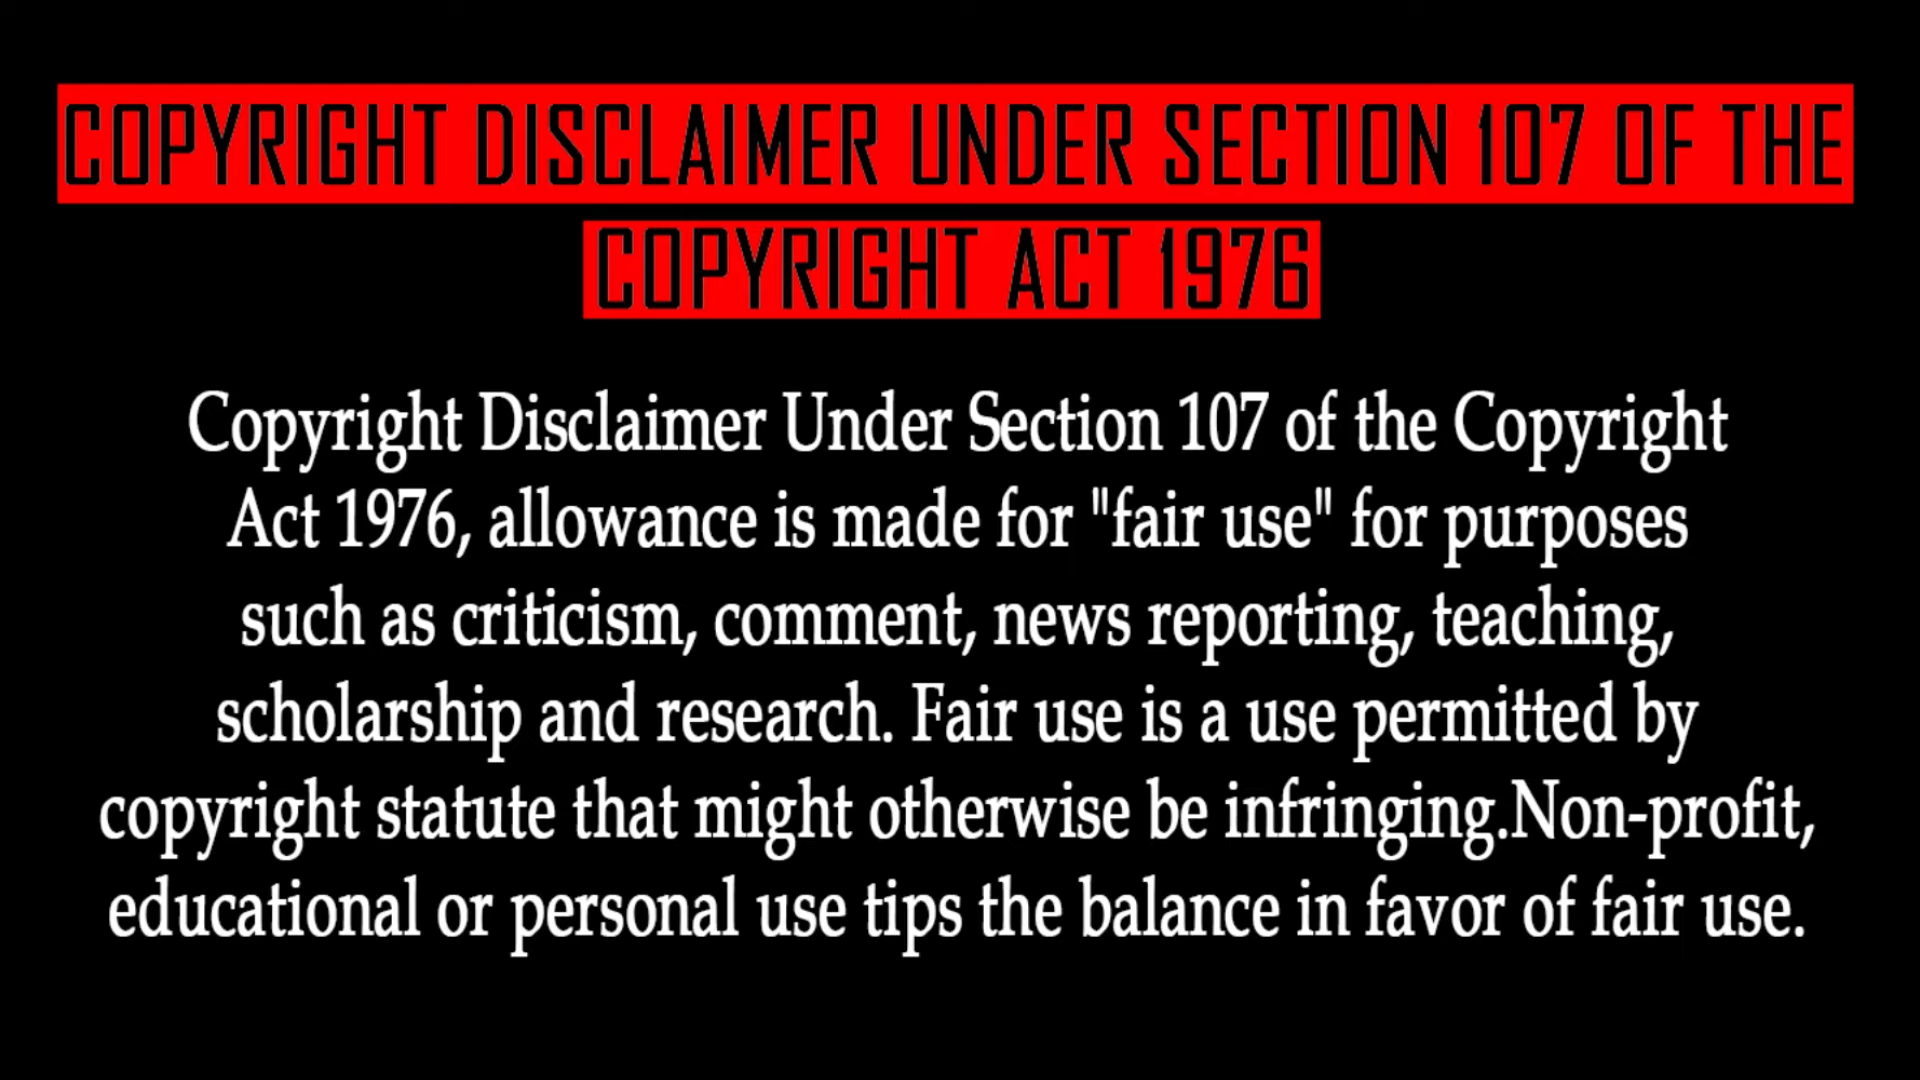 COPYRIGHT DISCLAIMER UNDER SECTION 107 OF THE
COPYRIGHT ACT 1976
Copyright Disclaimer Under Section 107 of the Copyright
Act 1976, allowance is made for "fair use" for purposes
such as criticism, comment, news reporting, teaching,
scholarship and research. Fair use is a use permitted by
copyright statute that might otherwise be infringing.Non-profit,
educational or personal use tips the balance in favor of fair use.